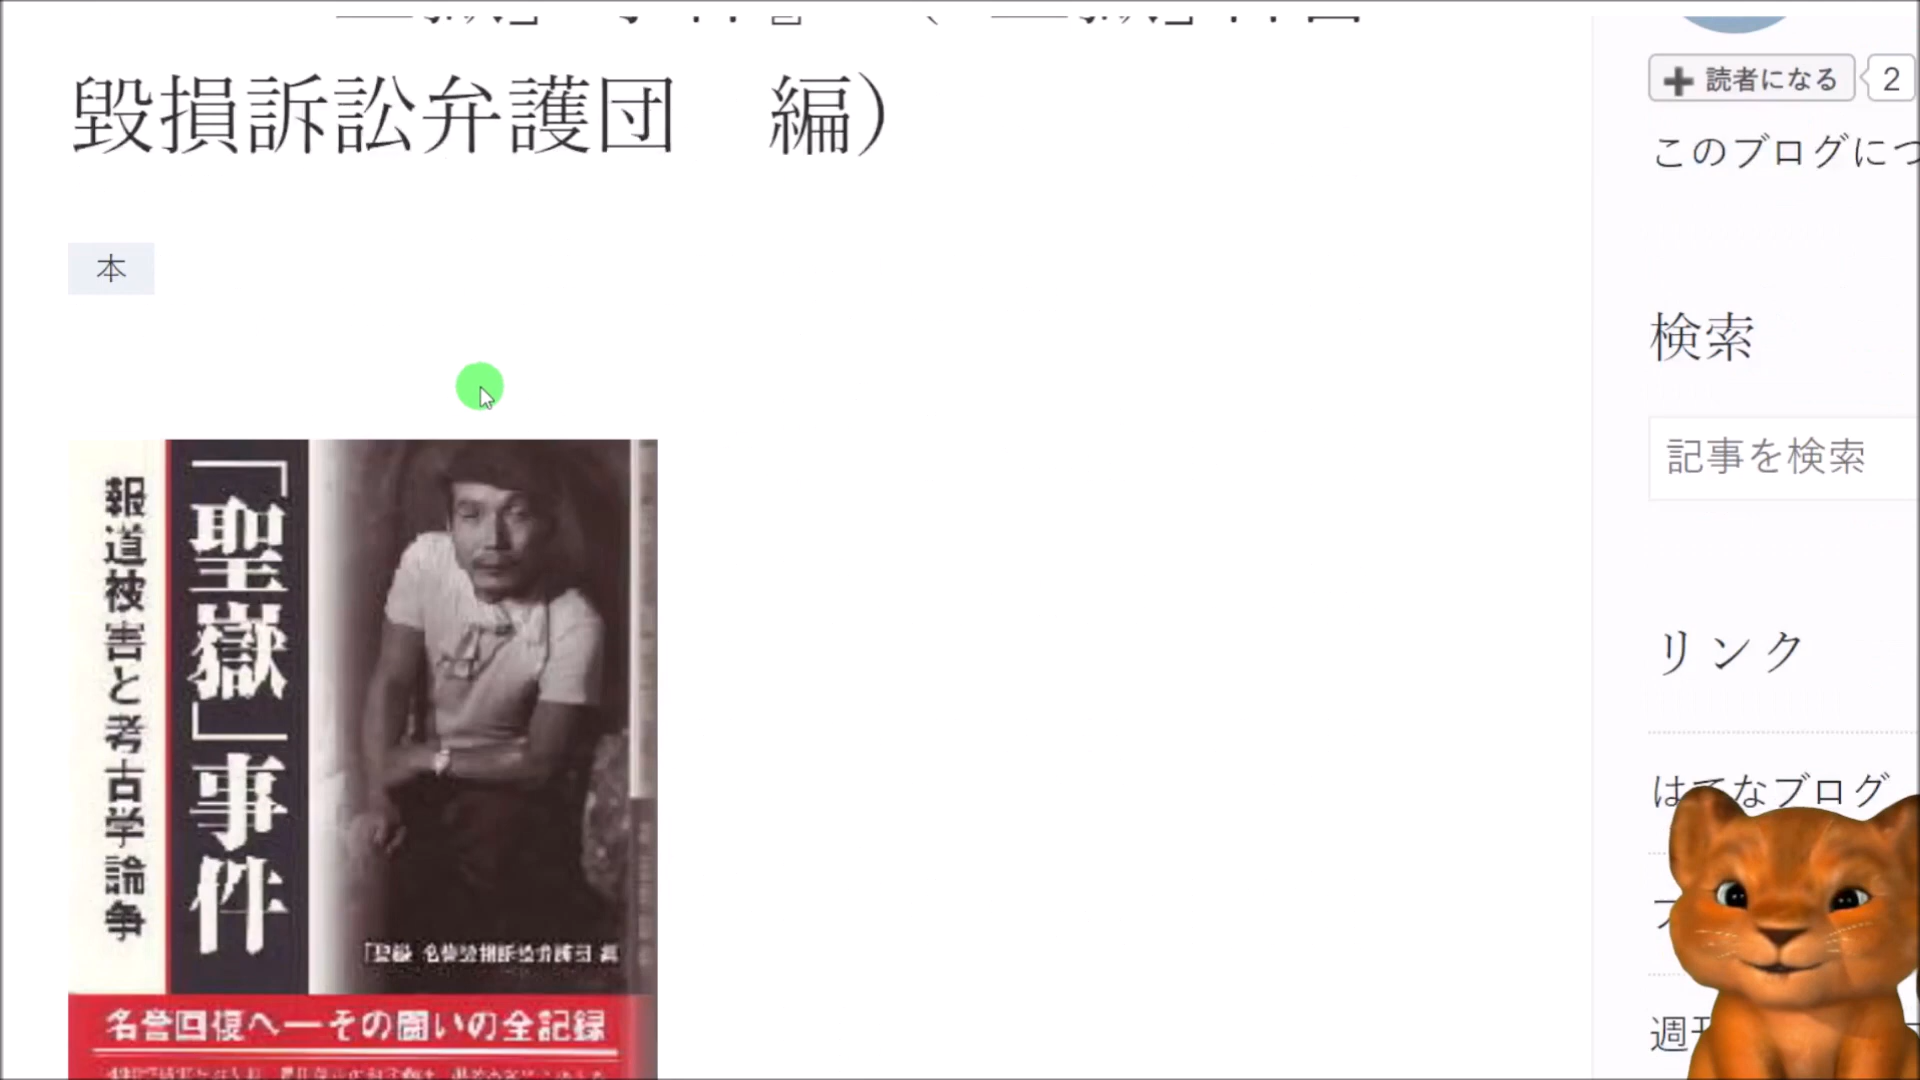 毀損訴訟弁護団　編）
本
「聖嶽」事件
報道被害と考古学論争
名誉回復へ―その闘いの全記録
読者になる
2
このブログにつ
検索
記事を検索
リンク
はてなブログ